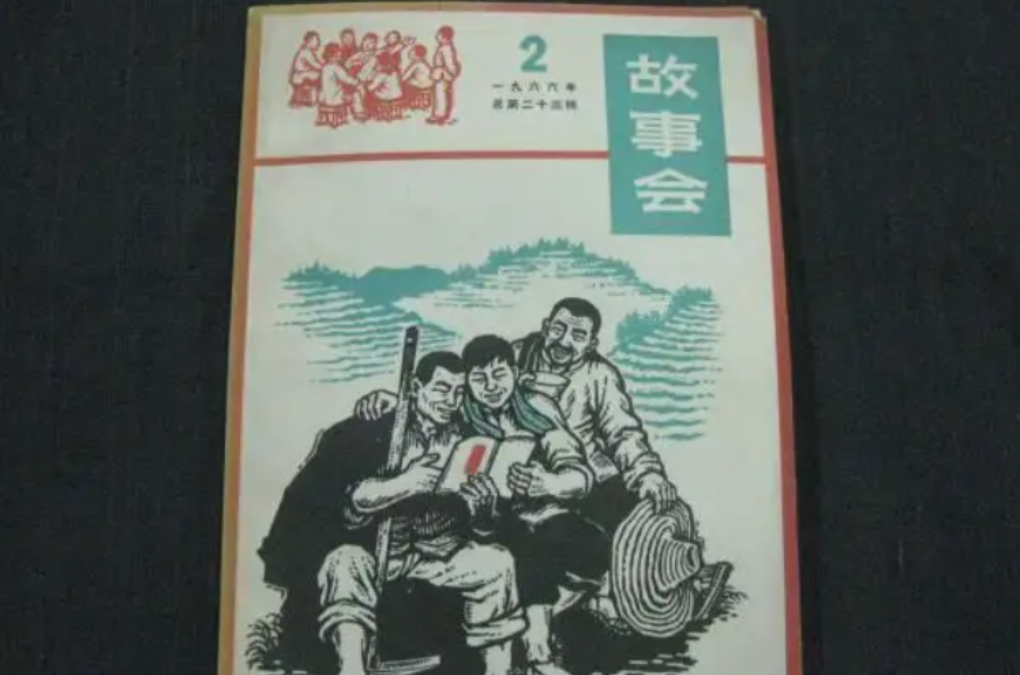 2
一九六六年
总第二十三辑
故事会